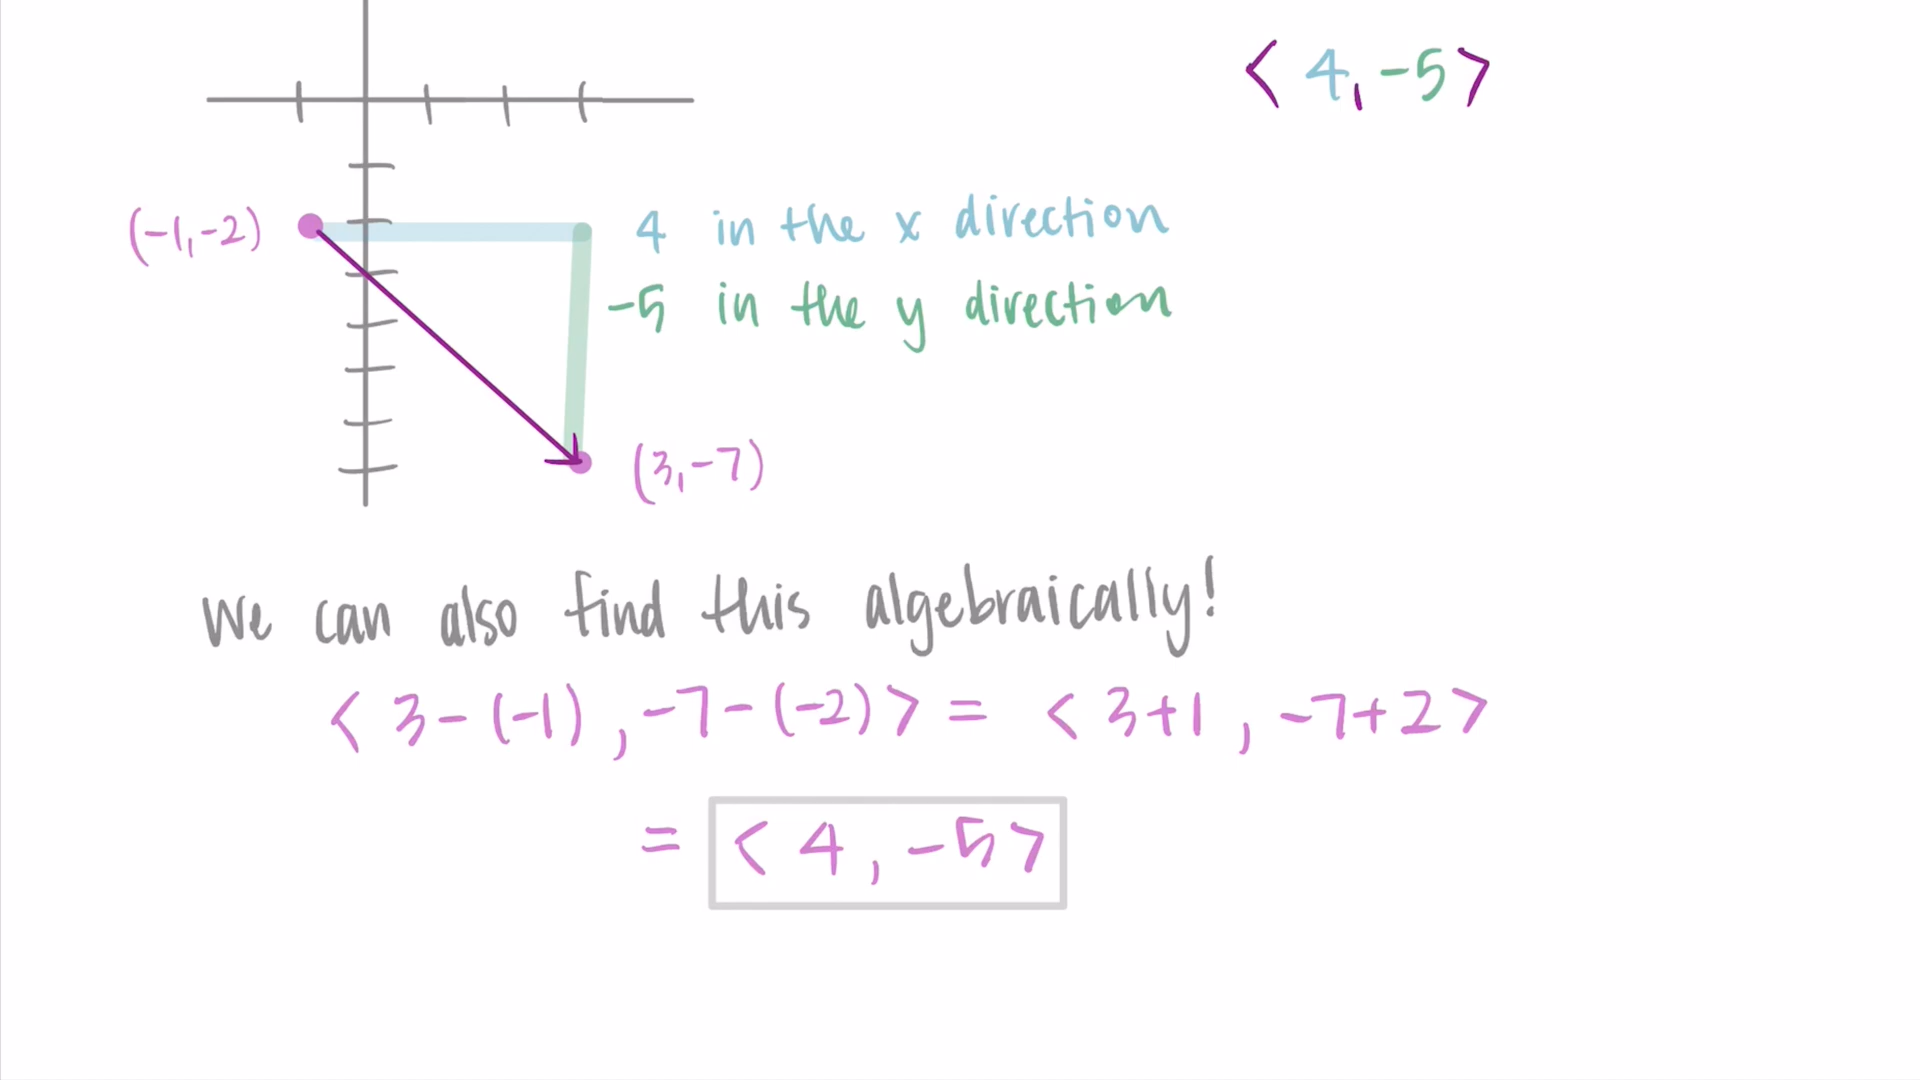 < 4, -5 >
(-1, -2)
4 in the x direction
-5 in the y direction
(3, -7)
We can also find this algebraically!
< 3 - (-1) , -7 - (-2) > = < 3+1 , -7+2 >
= < 4 , -5 >